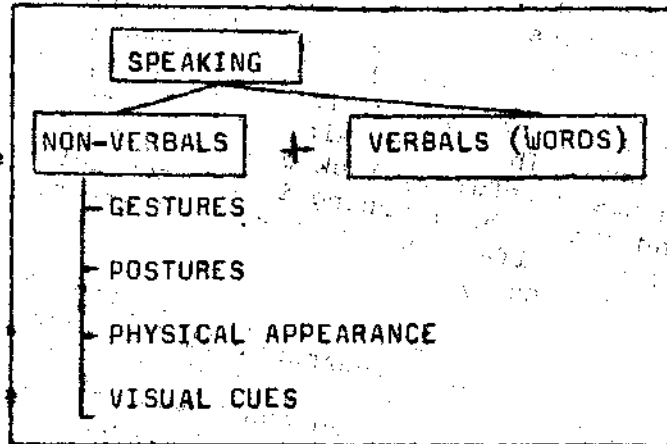 SPEAKING
NON-VERBALS + VERBALS (WORDS)
GESTURES
POSTURES
PHYSICAL APPEARANCE
VISUAL CUES